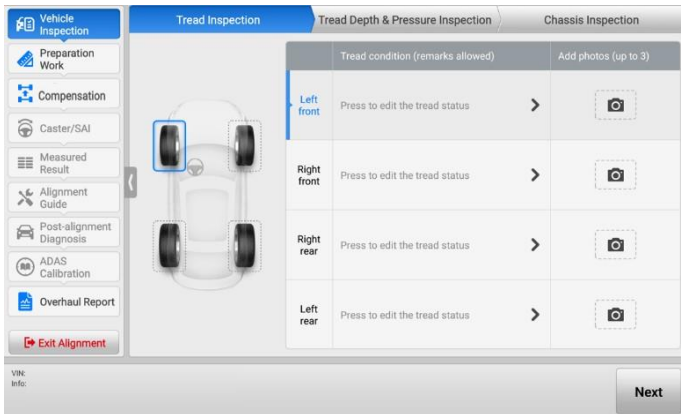 Vehicle
Inspection
Preparation
Work
Compensation
Caster/SAI
Measured
Result
Alignment
Guide
Post-alignment
Diagnosis
ADAS
Calibration
Overhaul Report
Exit Alignment
Tread Inspection
Tread Depth & Pressure Inspection
Chassis Inspection
Tread condition (remarks allowed)
Add photos (up to 3)
Left
front
Press to edit the tread status
Right
front
Press to edit the tread status
Right
rear
Press to edit the tread status
Left
rear
Press to edit the tread status
VIN:
Info:
Next